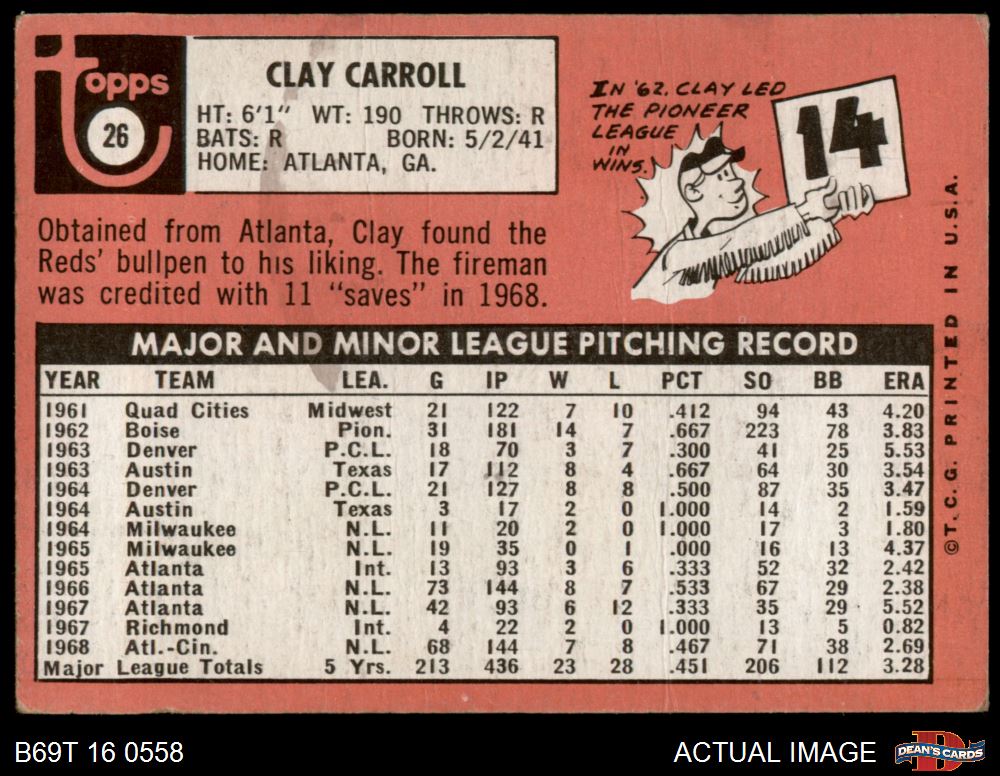 Topps
26
CLAY CARROLL
HT: 6'1" WT: 190 THROWS: R
BATS: R BORN: 5/2/41
HOME: ATLANTA, GA.
IN '62, CLAY LED
THE PIONEER
LEAGUE
IN
WINS.
14
Obtained from Atlanta, Clay found the
Reds' bullpen to his liking. The fireman
was credited with 11 "saves" in 1968.
MAJOR AND MINOR LEAGUE PITCHING RECORD
YEAR TEAM LEA. G IP W L PCT SO BB ERA
1961 Quad Cities Midwest 21 122 7 10 .412 94 43 4.20
1962 Boise Pion. 31 181 14 7 .667 223 78 3.83
1963 Denver P.C.L. 18 70 3 7 .300 41 25 5.53
1963 Austin Texas 17 112 8 4 .667 64 30 3.54
1964 Denver P.C.L. 21 127 8 8 .500 87 35 3.47
1964 Austin Texas 3 17 2 0 1.000 14 2 1.59
1964 Milwaukee N.L. 11 20 2 0 1.000 17 3 1.80
1965 Milwaukee N.L. 19 35 0 1 .000 16 13 4.37
1965 Atlanta Int. 13 93 3 6 .333 52 32 2.42
1966 Atlanta N.L. 73 144 8 7 .533 67 29 2.38
1967 Atlanta N.L. 42 93 6 12 .333 35 29 5.52
1967 Richmond Int. 4 22 2 0 1.000 13 5 0.82
1968 Atl.-Cin. N.L. 68 144 7 8 .467 71 38 2.69
Major League Totals 5 Yrs. 213 436 23 28 .451 206 112 3.28
©T.C.G. PRINTED IN U.S.A.
B69T 16 0558
ACTUAL IMAGE
D
DEAN'S CARDS